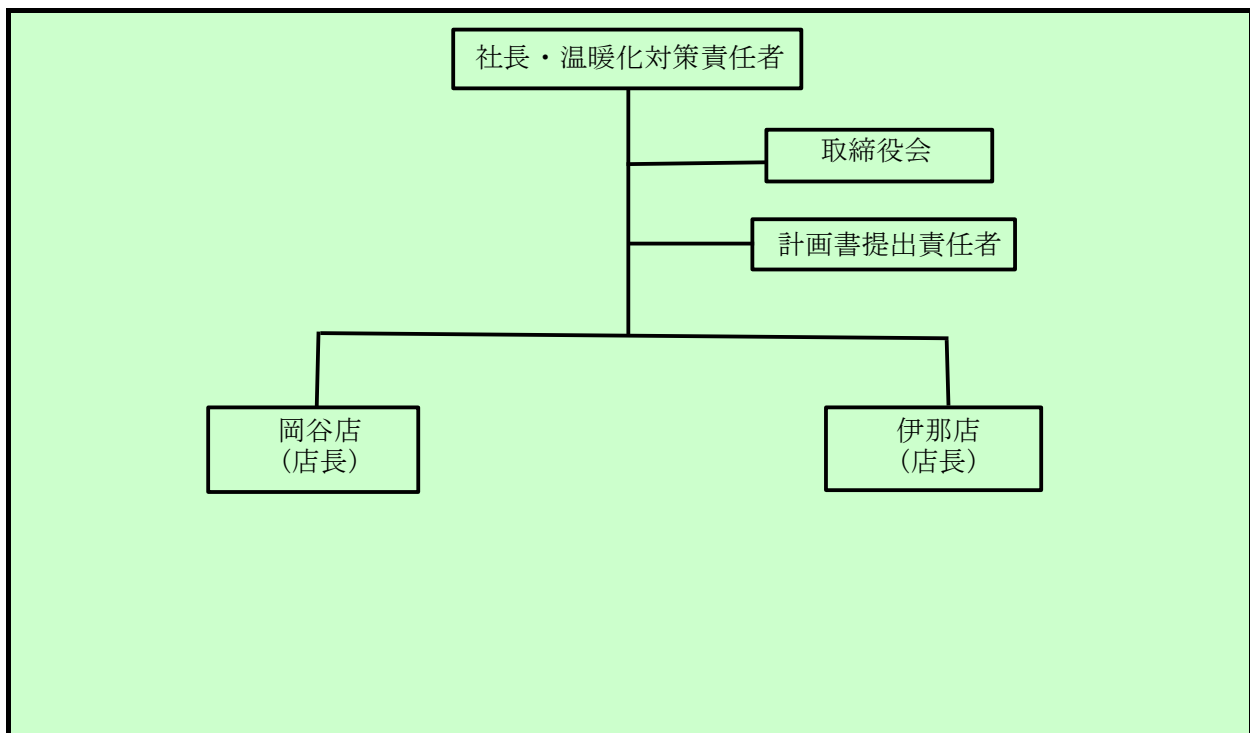 社長・温暖化対策責任者
取締役会
計画書提出責任者
岡谷店
(店長)
伊那店
(店長)